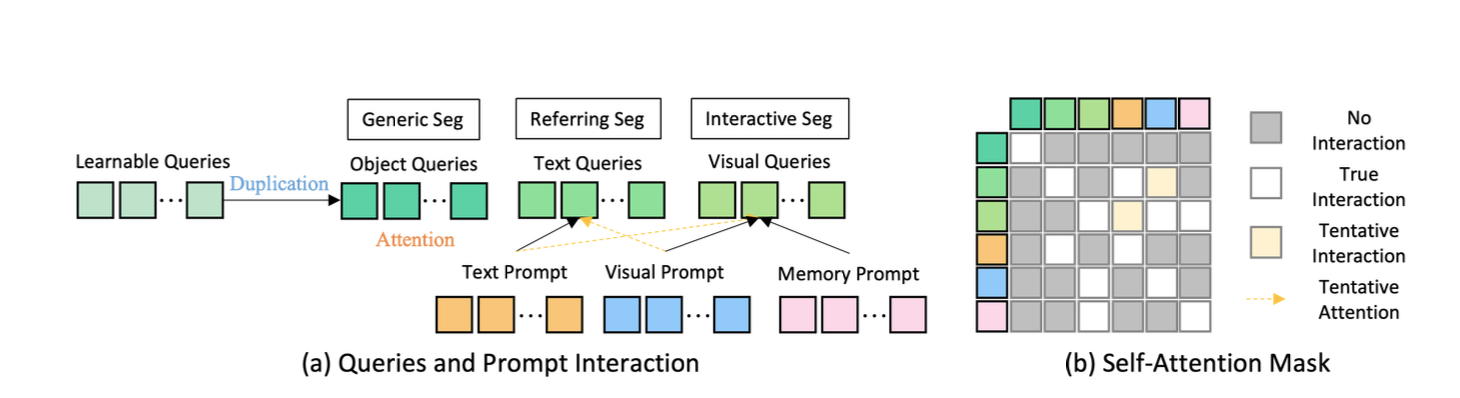 Generic Seg
Referring Seg
Interactive Seg
Learnable Queries
Object Queries
Text Queries
Visual Queries
Duplication
Attention
Text Prompt
Visual Prompt
Memory Prompt
(a) Queries and Prompt Interaction
No
Interaction
True
Interaction
Tentative
Interaction
Tentative
Attention
(b) Self-Attention Mask